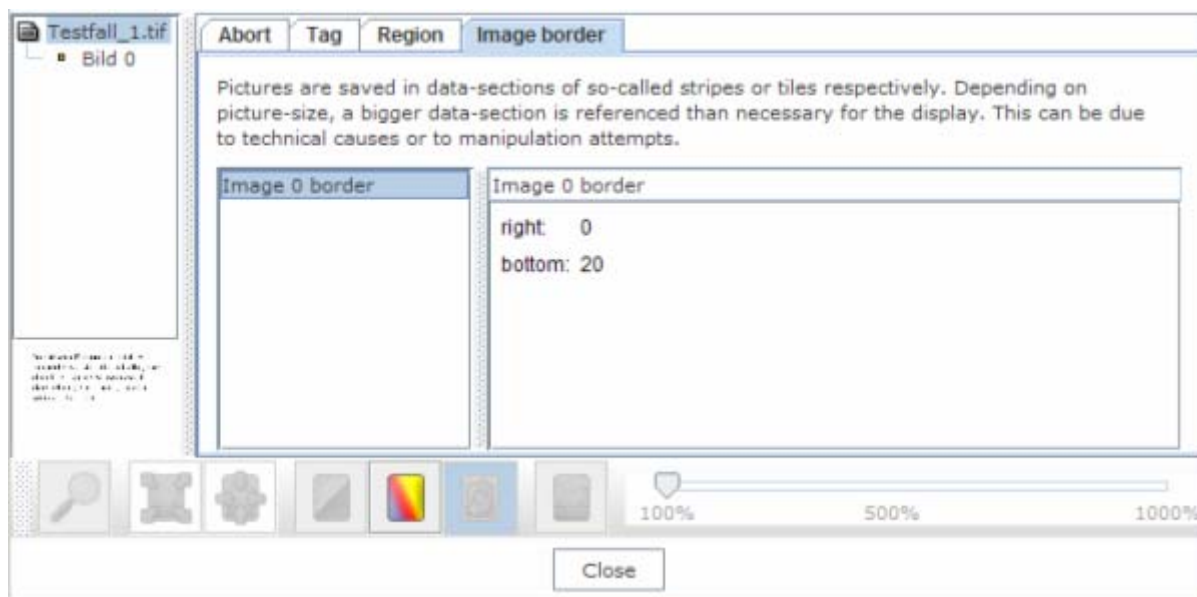 Testfall_1.tif
Bild 0
Abort Tag Region Image border
Pictures are saved in data-sections of so-called stripes or tiles respectively. Depending on
picture-size, a bigger data-section is referenced than necessary for the display. This can be due
to technical causes or to manipulation attempts.
Image 0 border
Image 0 border
right: 0
bottom: 20
100% 500% 1000%
Close